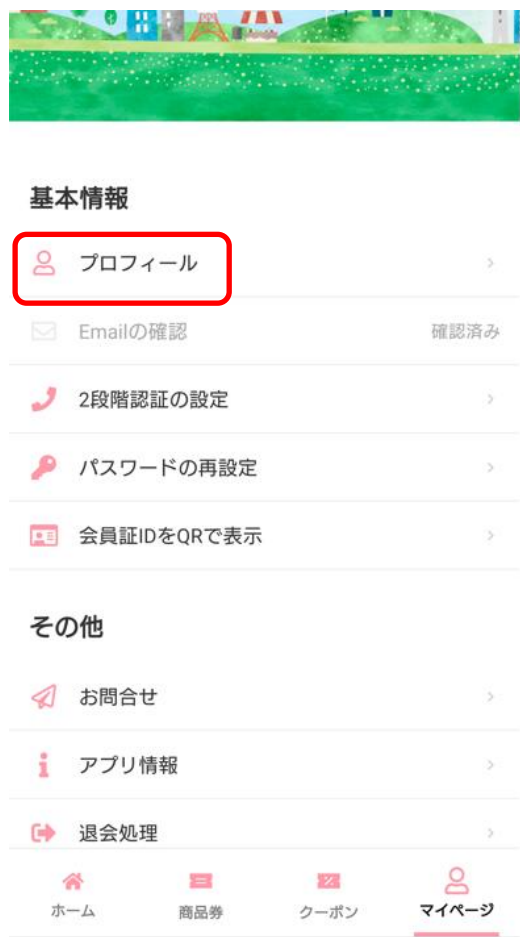 基本情報
プロフィール
Emailの確認 確認済み
2段階認証の設定
パスワードの再設定
会員証IDをQRで表示
その他
お問合せ
アプリ情報
退会処理
ホーム 商品券 クーポン マイページ